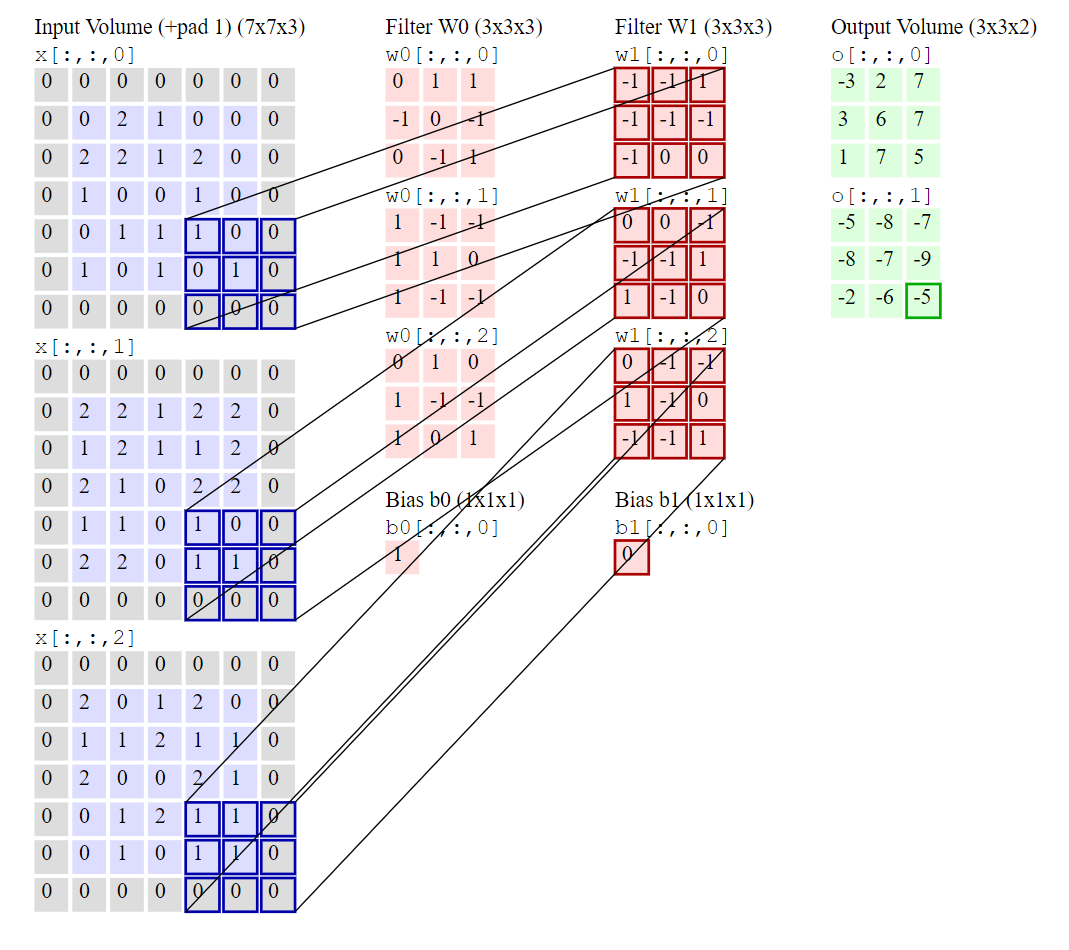 Input Volume (+pad 1) (7x7x3)
x[:,:,0]
0 0 0 0 0 0 0
0 0 2 1 0 0 0
0 2 2 1 2 0 0
0 1 0 0 1 0 0
0 0 1 1 1 0 0
0 1 0 1 0 1 0
0 0 0 0 0 0 0
x[:,:,1]
0 0 0 0 0 0 0
0 2 2 1 2 2 0
0 1 2 1 1 2 0
0 2 1 0 2 2 0
0 1 1 0 1 0 0
0 2 2 0 1 1 0
0 0 0 0 0 0 0
x[:,:,2]
0 0 0 0 0 0 0
0 2 0 1 2 0 0
0 1 1 2 1 1 0
0 2 0 0 2 1 0
0 0 1 2 1 1 0
0 0 1 0 1 1 0
0 0 0 0 0 0 0
Filter W0 (3x3x3)
w0[:,:,0]
0 1 1
-1 0 -1
0 -1 1
w0[:,:,1]
1 -1 -1
1 1 0
1 -1 -1
w0[:,:,2]
0 1 0
1 -1 -1
1 0 1
Bias b0 (1x1x1)
b0[:,:,0]
1
Filter W1 (3x3x3)
w1[:,:,0]
-1 -1 1
-1 -1 -1
-1 0 0
w1[:,:,1]
0 0 -1
-1 -1 1
1 -1 0
w1[:,:,2]
0 -1 -1
1 -1 0
-1 -1 1
Bias b1 (1x1x1)
b1[:,:,0]
0
Output Volume (3x3x2)
o[:,:,0]
-3 2 7
3 6 7
1 7 5
o[:,:,1]
-5 -8 -7
-8 -7 -9
-2 -6 -5